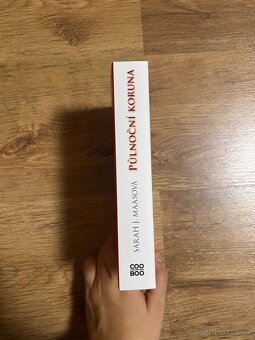 SARAH J. MAASOVÁ
PŮLNOČNÍ KORUNA
COO
BOO